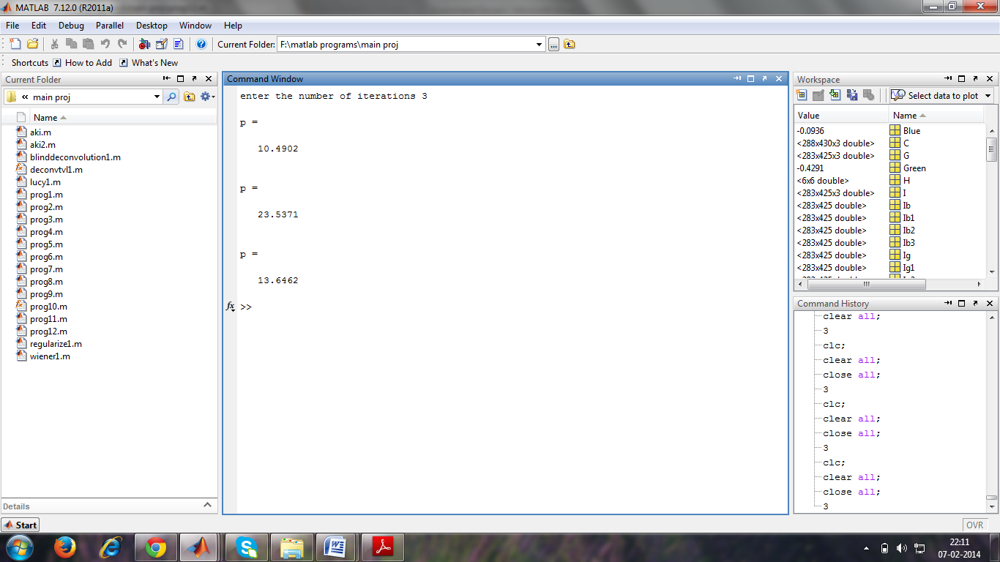 MATLAB 7.12.0 (R2011a)
File Edit Debug Parallel Desktop Window Help
Current Folder: F:\matlab programs\main proj ...
Shortcuts How to Add What's New
Current Folder
« main proj
Name
aki.m
aki2.m
blinddeconvolution1.m
deconvtvl1.m
lucy1.m
prog1.m
prog2.m
prog3.m
prog4.m
prog5.m
prog6.m
prog7.m
prog8.m
prog9.m
prog10.m
prog11.m
prog12.m
regularize1.m
wiener1.m
Details
Command Window
enter the number of iterations 3
p =
10.4902
p =
23.5371
p =
13.6462
fx >>
Workspace
Select data to plot
Value Name
-0.0936 Blue
<288x430x3 double> C
<283x425x3 double> G
-0.4291 Green
<6x6 double> H
<283x425x3 double> I
<283x425 double> Ib
<283x425 double> Ib1
<283x425 double> Ib2
<283x425 double> Ib3
<283x425 double> Ig
<283x425 double> Ig1
Command History
clear all;
3
clc;
clear all;
close all;
3
clc;
clear all;
close all;
3
clc;
clear all;
close all;
3
Start
OVR
22:11
07-02-2014